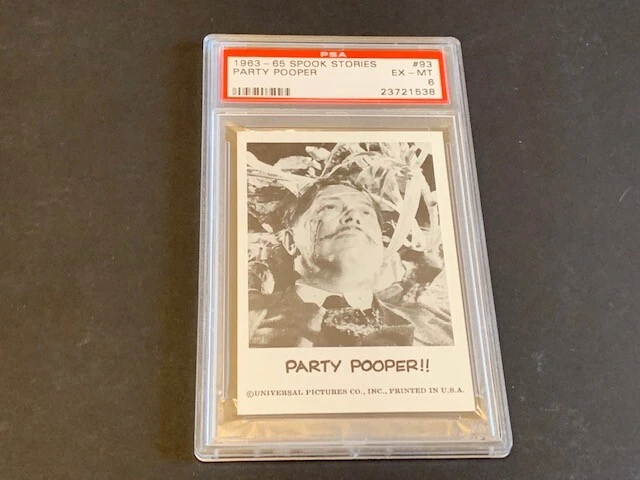 PSA
1963-65 SPOOK STORIES #93
PARTY POOPER EX-MT
6
23721538
PARTY POOPER!!
©UNIVERSAL PICTURES CO., INC., PRINTED IN U.S.A.